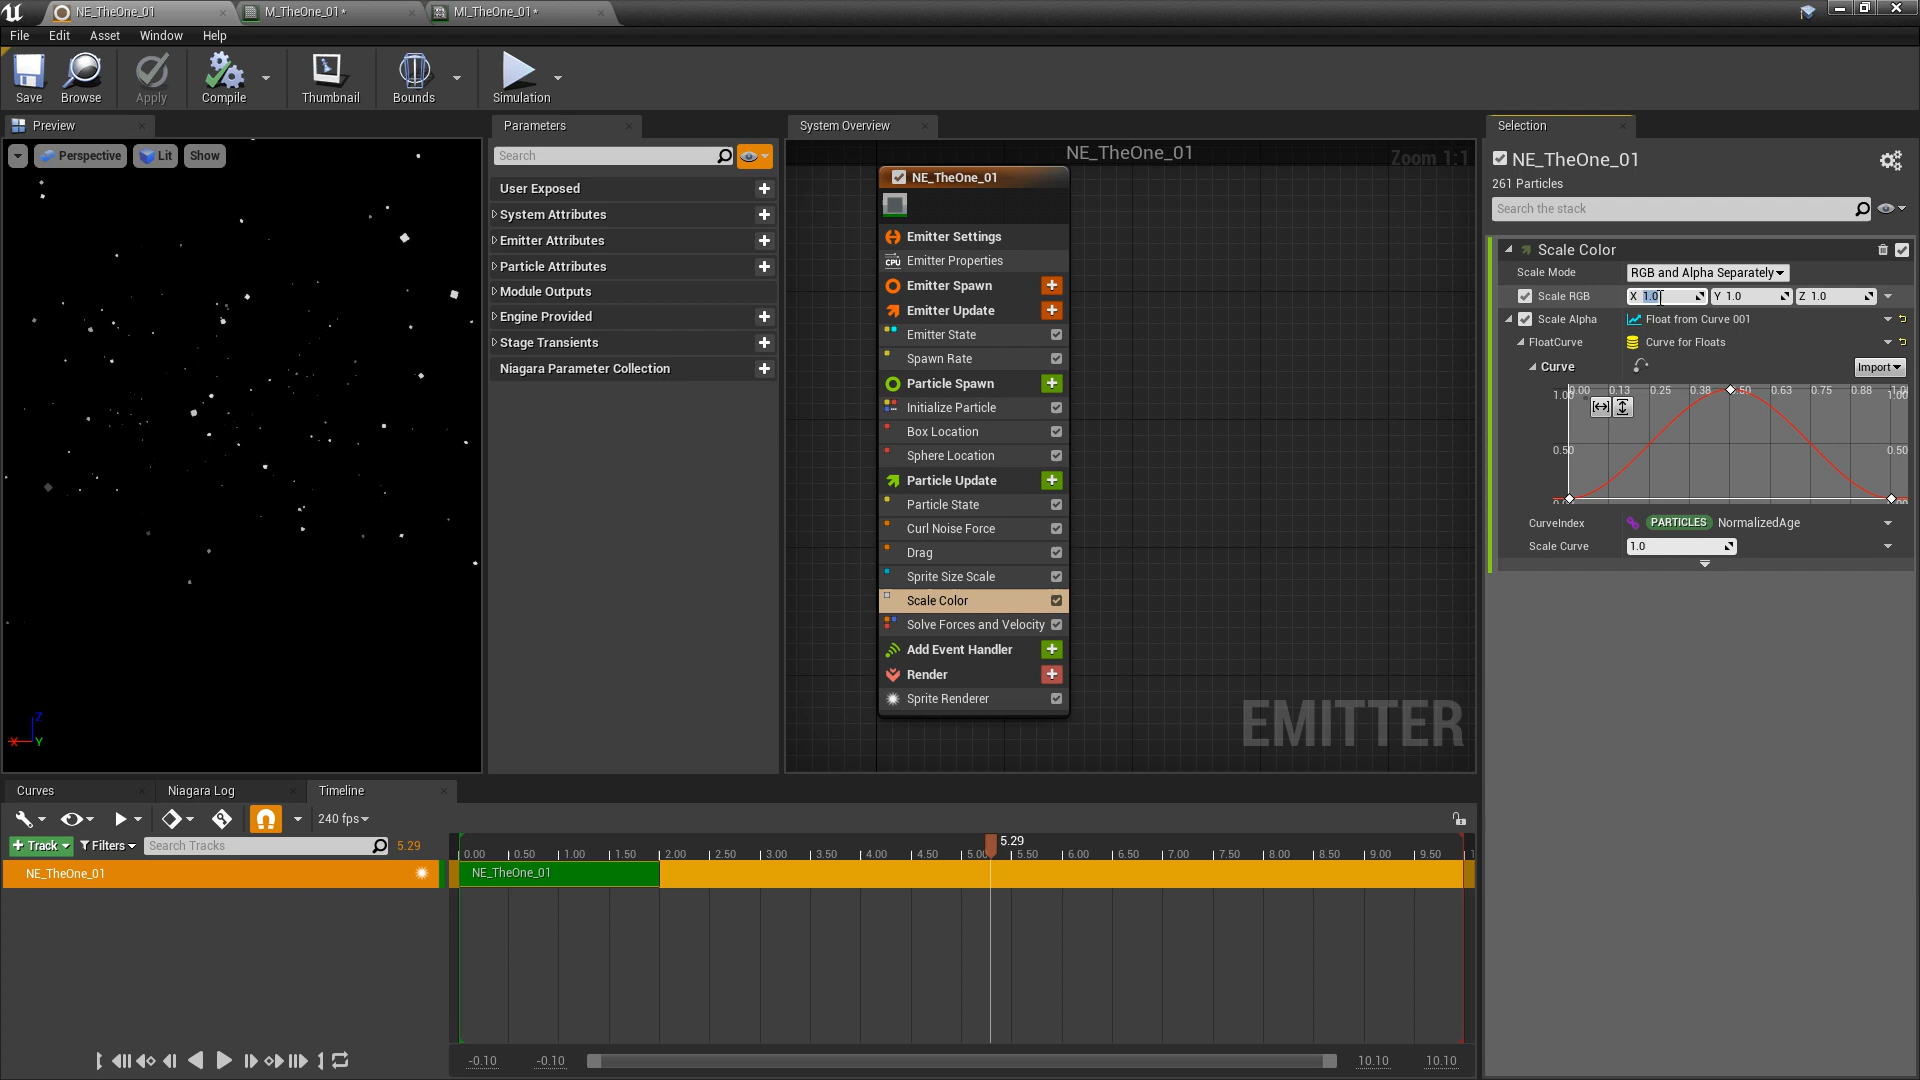 NE_TheOne_01
M_TheOne_01*
MI_TheOne_01*
File Edit Asset Window Help
Save Browse Apply Compile Thumbnail Bounds Simulation
Preview
Perspective Lit Show
Parameters
Search
User Exposed
System Attributes
Emitter Attributes
Particle Attributes
Module Outputs
Engine Provided
Stage Transients
Niagara Parameter Collection
System Overview
NE_TheOne_01
Zoom 1:1
NE_TheOne_01
Emitter Settings
CPU Emitter Properties
Emitter Spawn
Emitter Update
Emitter State
Spawn Rate
Particle Spawn
Initialize Particle
Box Location
Sphere Location
Particle Update
Particle State
Curl Noise Force
Drag
Sprite Size Scale
Scale Color
Solve Forces and Velocity
Add Event Handler
Render
Sprite Renderer
EMITTER
Selection
NE_TheOne_01
261 Particles
Search the stack
Scale Color
Scale Mode RGB and Alpha Separately
Scale RGB X 1.0 Y 1.0 Z 1.0
Scale Alpha Float from Curve 001
FloatCurve Curve for Floats
Curve Import
0.00 0.13 0.25 0.38 0.50 0.63 0.75 0.88 1.0
1.00 1.00
0.50 0.50
CurveIndex PARTICLES NormalizedAge
Scale Curve 1.0
Z
X Y
Curves Niagara Log Timeline
240 fps
Track Filters Search Tracks 5.29
5.29
0.00 0.50 1.00 1.50 2.00 2.50 3.00 3.50 4.00 4.50 5.00 5.50 6.00 6.50 7.00 7.50 8.00 8.50 9.00 9.50
NE_TheOne_01 NE_TheOne_01
-0.10 -0.10 10.10 10.10